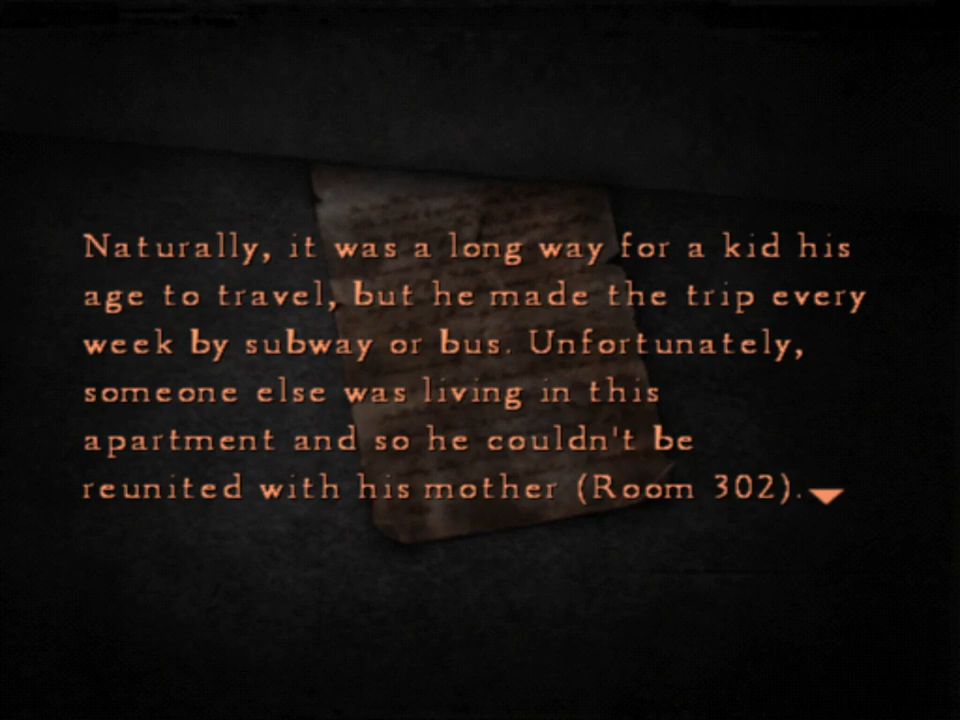 Naturally, it was a long way for a kid his
age to travel, but he made the trip every
week by subway or bus. Unfortunately,
someone else was living in this
apartment and so he couldn't be
reunited with his mother (Room 302).